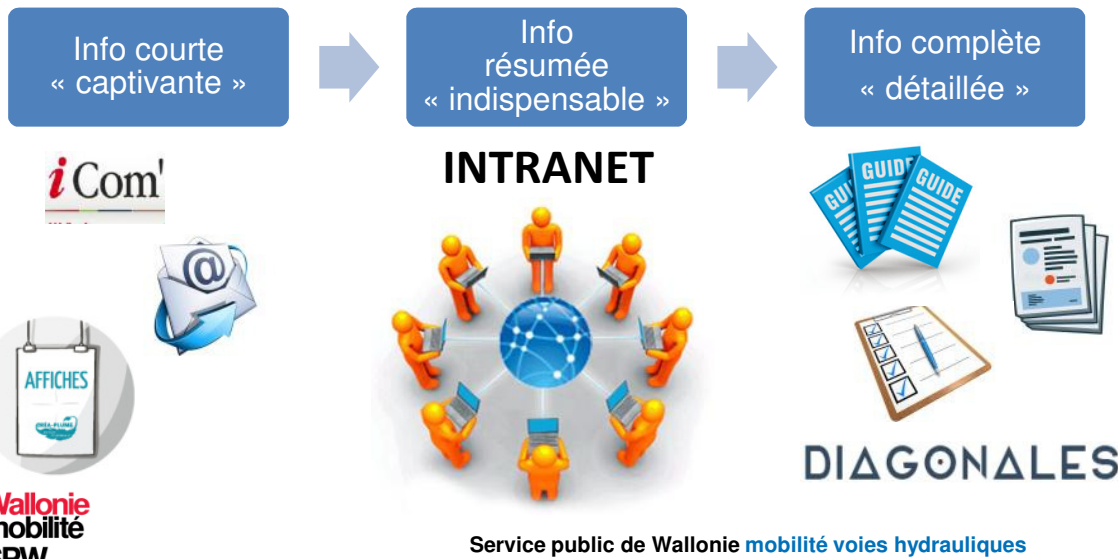 Info courte
« captivante »
Info
résumée
« indispensable »
Info complète
« détaillée »
i Com'
INTRANET
GUIDE
GUIDE
GUIDE
@
AFFICHES
DIAGONALES
Wallonie
mobilité
SPW
Service public de Wallonie mobilité voies hydrauliques